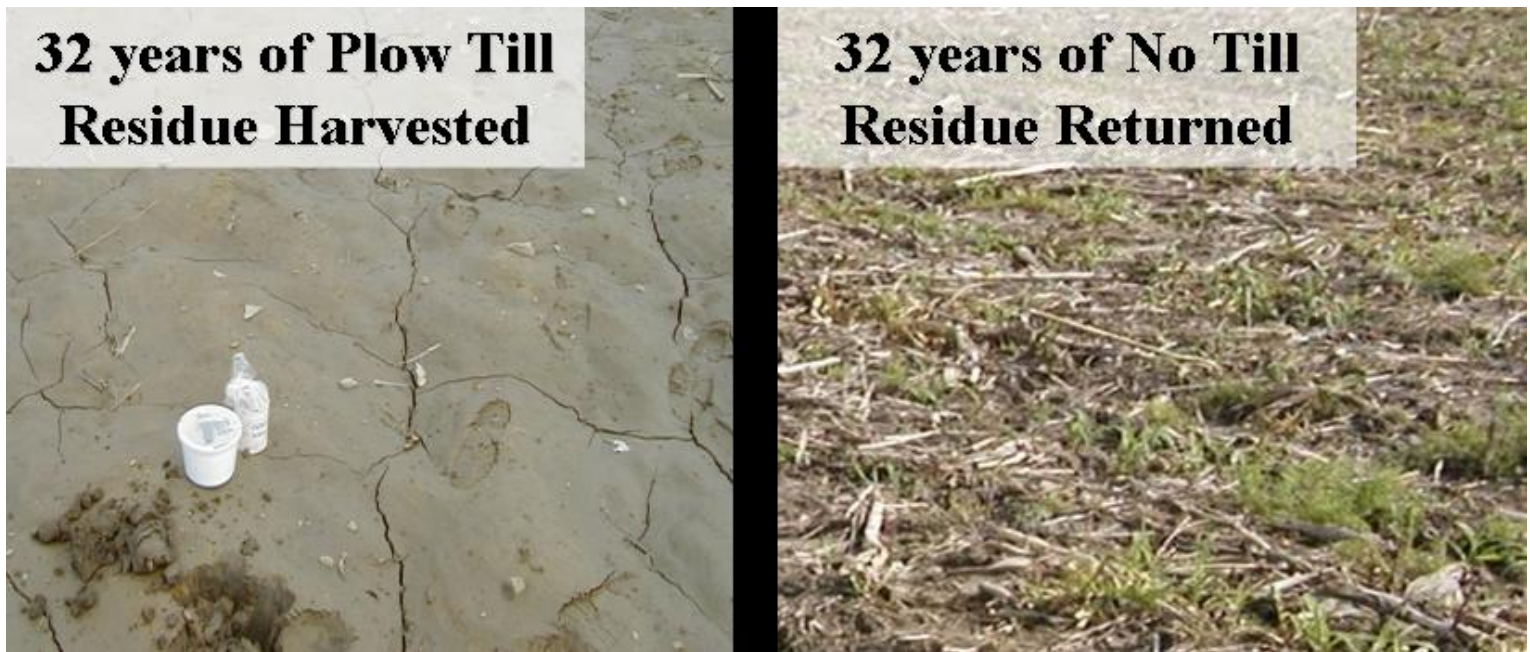 32 years of Plow Till
Residue Harvested
32 years of No Till
Residue Returned